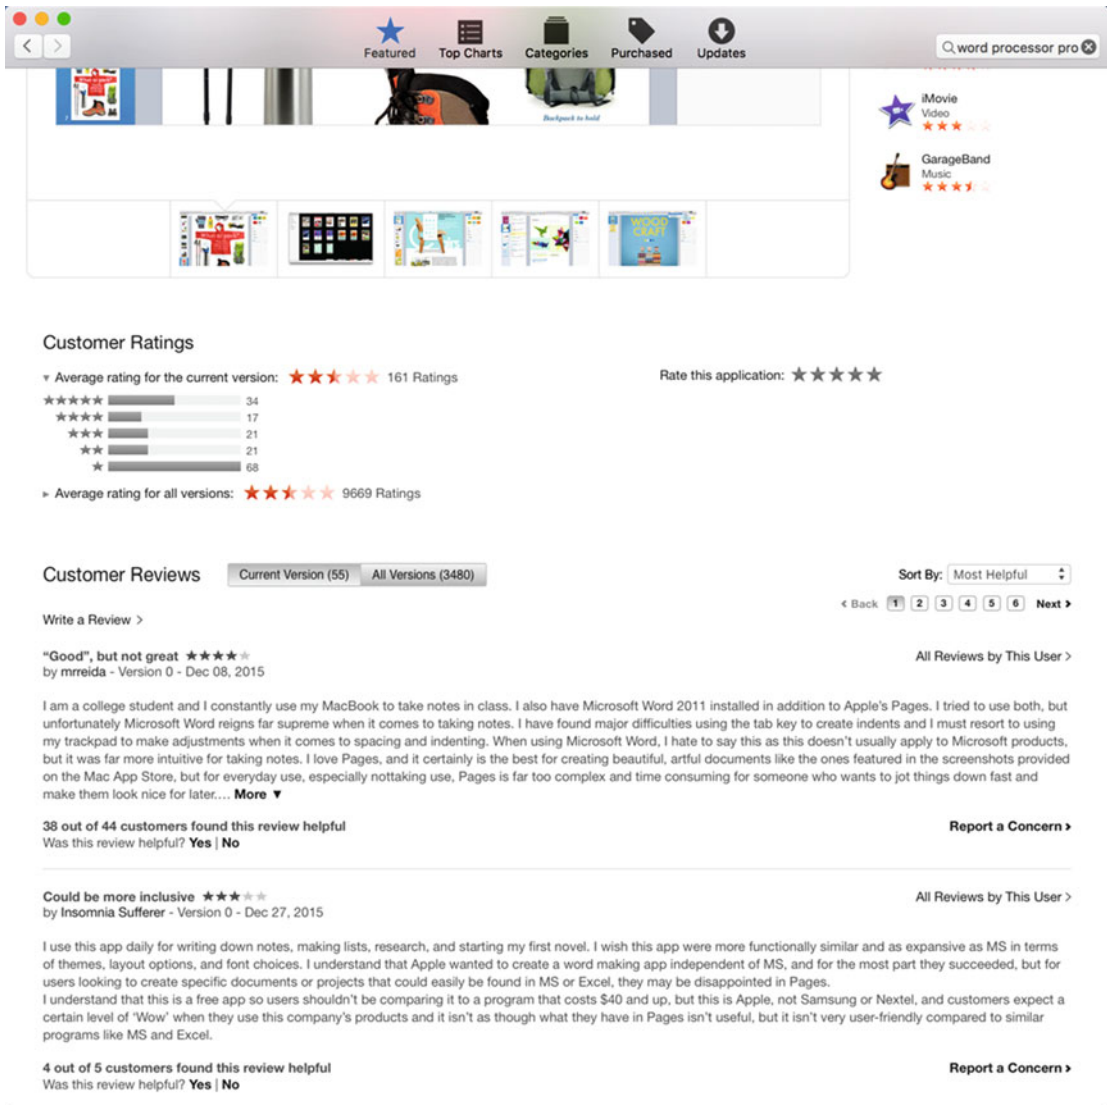 Featured
Top Charts
Categories
Purchased
Updates
word processor pro
What to pack?
7
Backpack to hold
iMovie
Video
GarageBand
Music
What to pack?
WOOD
CRAFT
Customer Ratings
Average rating for the current version: 161 Ratings
Rate this application:
34
17
21
21
68
Average rating for all versions: 9669 Ratings
Customer Reviews
Current Version (55)
All Versions (3480)
Sort By: Most Helpful
Back 1 2 3 4 5 6 Next
Write a Review
“Good”, but not great
All Reviews by This User
by mrreida - Version 0 - Dec 08, 2015
I am a college student and I constantly use my MacBook to take notes in class. I also have Microsoft Word 2011 installed in addition to Apple’s Pages. I tried to use both, but
unfortunately Microsoft Word reigns far supreme when it comes to taking notes. I have found major difficulties using the tab key to create indents and I must resort to using
my trackpad to make adjustments when it comes to spacing and indenting. When using Microsoft Word, I hate to say this as this doesn’t usually apply to Microsoft products,
but it was far more intuitive for taking notes. I love Pages, and it certainly is the best for creating beautiful, artful documents like the ones featured in the screenshots provided
on the Mac App Store, but for everyday use, especially nottaking use, Pages is far too complex and time consuming for someone who wants to jot things down fast and
make them look nice for later.... More ▼
38 out of 44 customers found this review helpful
Report a Concern
Was this review helpful? Yes | No
Could be more inclusive
All Reviews by This User
by Insomnia Sufferer - Version 0 - Dec 27, 2015
I use this app daily for writing down notes, making lists, research, and starting my first novel. I wish this app were more functionally similar and as expansive as MS in terms
of themes, layout options, and font choices. I understand that Apple wanted to create a word making app independent of MS, and for the most part they succeeded, but for
users looking to create specific documents or projects that could easily be found in MS or Excel, they may be disappointed in Pages.
I understand that this is a free app so users shouldn’t be comparing it to a program that costs $40 and up, but this is Apple, not Samsung or Nextel, and customers expect a
certain level of ‘Wow’ when they use this company’s products and it isn’t as though what they have in Pages isn’t useful, but it isn’t very user-friendly compared to similar
programs like MS and Excel.
4 out of 5 customers found this review helpful
Report a Concern
Was this review helpful? Yes | No